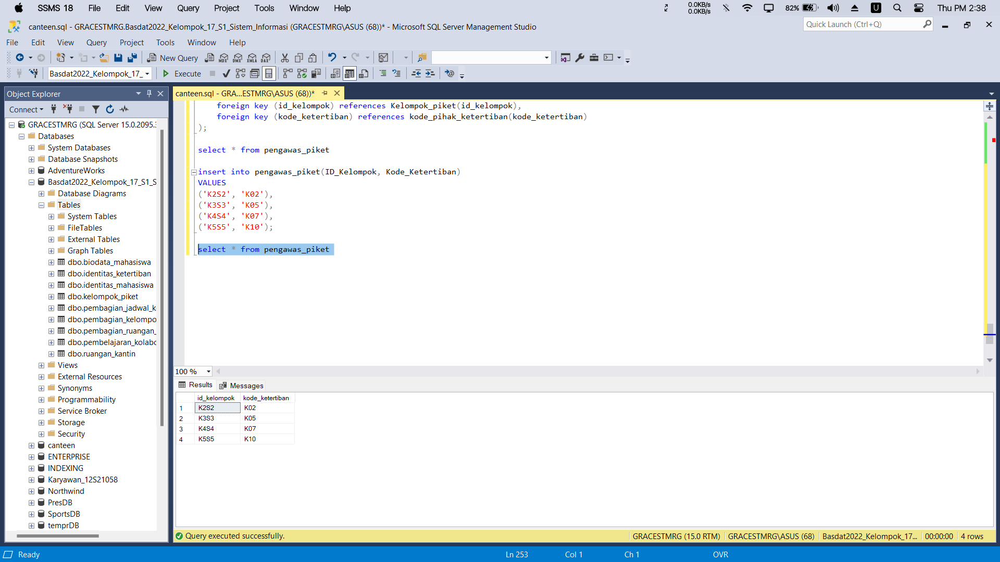 SSMS 18 File Edit View Query Project Tools Window Help 0.0KB/s 0.0KB/s 82% U Thu PM 2:38
canteen.sql - GRACESTMRG.Basdat2022_Kelompok_17_S1_Sistem_Informasi (GRACESTMRG\ASUS (68))* - Microsoft SQL Server Management Studio
Quick Launch (Ctrl+Q)
File Edit View Query Project Tools Window Help
New Query MDX DMX XMLA DAX
Basdat2022_Kelompok_17_ Execute
Object Explorer
Connect
GRACESTMRG (SQL Server 15.0.2095.3
Databases
System Databases
Database Snapshots
AdventureWorks
Basdat2022_Kelompok_17_S1_S
Database Diagrams
Tables
System Tables
FileTables
External Tables
Graph Tables
dbo.biodata_mahasiswa
dbo.identitas_ketertiban
dbo.identitas_mahasiswa
dbo.kelompok_piket
dbo.pembagian_jadwal_k
dbo.pembagian_kelompo
dbo.pembagian_ruangan_
dbo.pembelajaran_kolabo
dbo.ruangan_kantin
Views
External Resources
Synonyms
Programmability
Service Broker
Storage
Security
canteen
ENTERPRISE
INDEXING
Karyawan_12S21058
Northwind
PresDB
SportsDB
temprDB
canteen.sql - GRA...ESTMRG\ASUS (68))*
foreign key (id_kelompok) references Kelompok_piket(id_kelompok),
foreign key (kode_ketertiban) references kode_pihak_ketertiban(kode_ketertiban)
);
select * from pengawas_piket
insert into pengawas_piket(ID_Kelompok, Kode_Ketertiban)
VALUES
('K2S2', 'K02'),
('K3S3', 'K05'),
('K4S4', 'K07'),
('K5S5', 'K10');
select * from pengawas_piket
100 %
Results Messages
id_kelompok kode_ketertiban
1 K2S2 K02
2 K3S3 K05
3 K4S4 K07
4 K5S5 K10
Query executed successfully. GRACESTMRG (15.0 RTM) GRACESTMRG\ASUS (68) Basdat2022_Kelompok_17... 00:00:00 4 rows
Ready Ln 253 Col 1 Ch 1 OVR